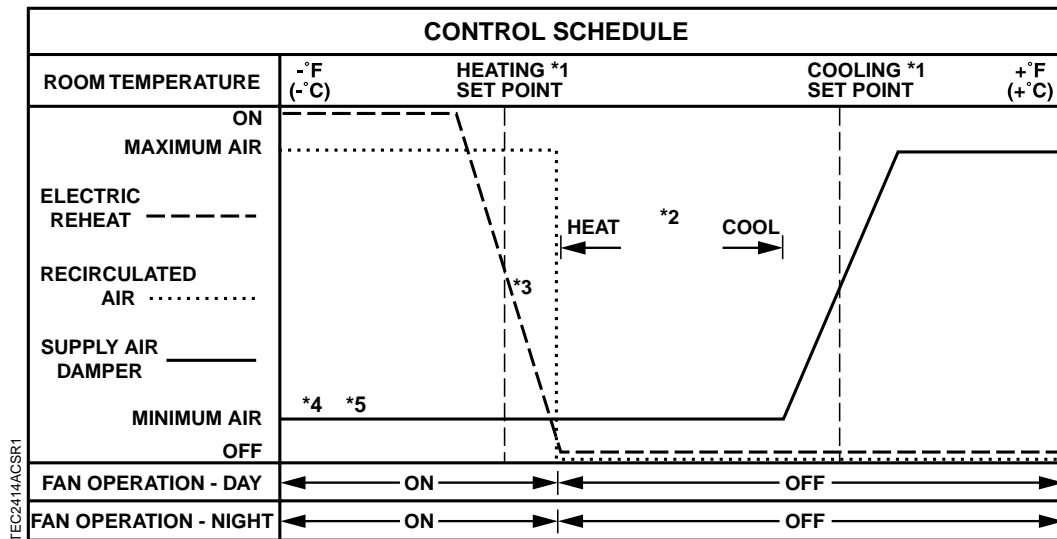 CONTROL SCHEDULE
ROOM TEMPERATURE
-°F
(-°C)
HEATING *1
SET POINT
COOLING *1
SET POINT
+°F
(+°C)
ON
MAXIMUM AIR
ELECTRIC
REHEAT
HEAT
*2
COOL
RECIRCULATED
AIR
*3
SUPPLY AIR
DAMPER
*4 *5
MINIMUM AIR
OFF
FAN OPERATION - DAY
ON
OFF
FAN OPERATION - NIGHT
ON
OFF
TEC2414ACSR1